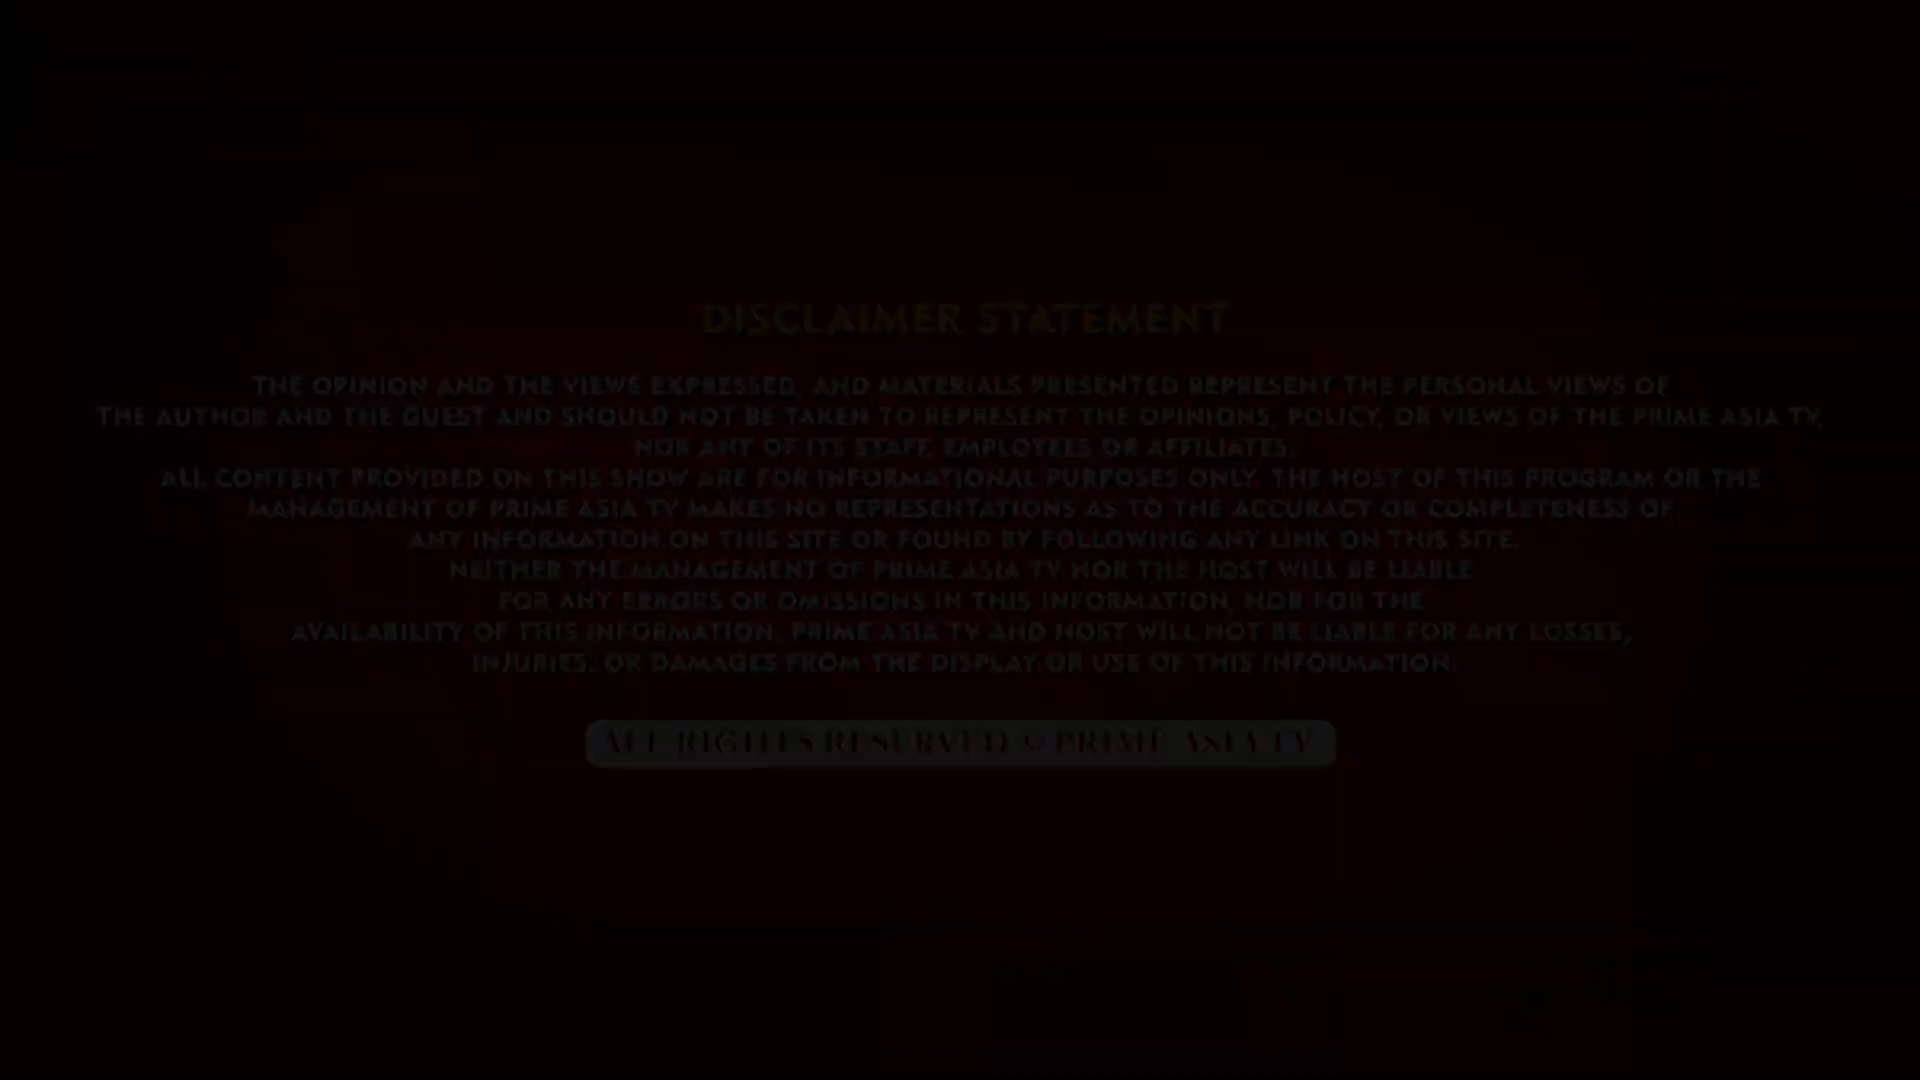 DISCLAIMER STATEMENT
THE OPINION AND THE VIEWS EXPRESSED, AND MATERIALS PRESENTED REPRESENT THE PERSONAL VIEWS OF
THE AUTHOR AND THE GUEST AND SHOULD NOT BE TAKEN TO REPRESENT THE OPINIONS, POLICY, OR VIEWS OF THE PRIME ASIA TV,
NOR ANY OF ITS STAFF, EMPLOYEES OR AFFILIATES.
ALL CONTENT PROVIDED ON THIS SHOW ARE FOR INFORMATIONAL PURPOSES ONLY. THE HOST OF THIS PROGRAM OR THE
MANAGEMENT OF PRIME ASIA TV MAKES NO REPRESENTATIONS AS TO THE ACCURACY OR COMPLETENESS OF
ANY INFORMATION ON THIS SITE OR FOUND BY FOLLOWING ANY LINK ON THIS SITE.
NEITHER THE MANAGEMENT OF PRIME ASIA TV NOR THE HOST WILL BE LIABLE
FOR ANY ERRORS OR OMISSIONS IN THIS INFORMATION, NOR FOR THE
AVAILABILITY OF THIS INFORMATION. PRIME ASIA TV AND HOST WILL NOT BE LIABLE FOR ANY LOSSES,
INJURIES, OR DAMAGES FROM THE DISPLAY OR USE OF THIS INFORMATION.
ALL RIGHTS RESERVED © PRIME ASIA TV